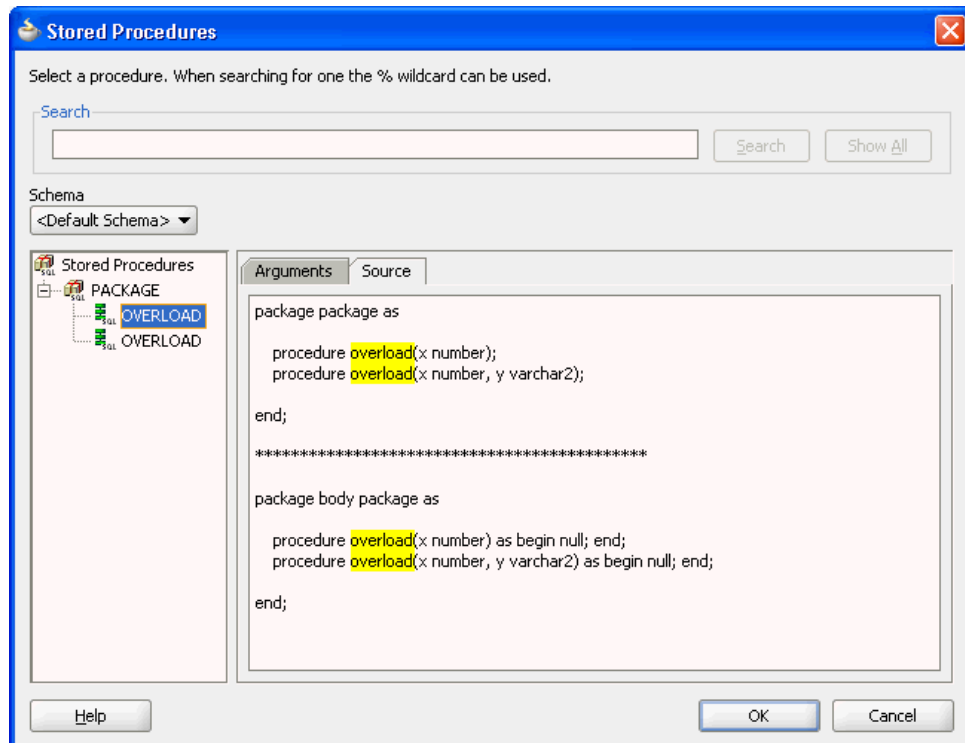 Stored Procedures
Select a procedure. When searching for one the % wildcard can be used.
Search
Search
Show All
Schema
<Default Schema>
Stored Procedures
PACKAGE
OVERLOAD
OVERLOAD
Arguments
Source
package package as
procedure overload(x number);
procedure overload(x number, y varchar2);
end;
********************************************
package body package as
procedure overload(x number) as begin null; end;
procedure overload(x number, y varchar2) as begin null; end;
end;
Help
OK
Cancel